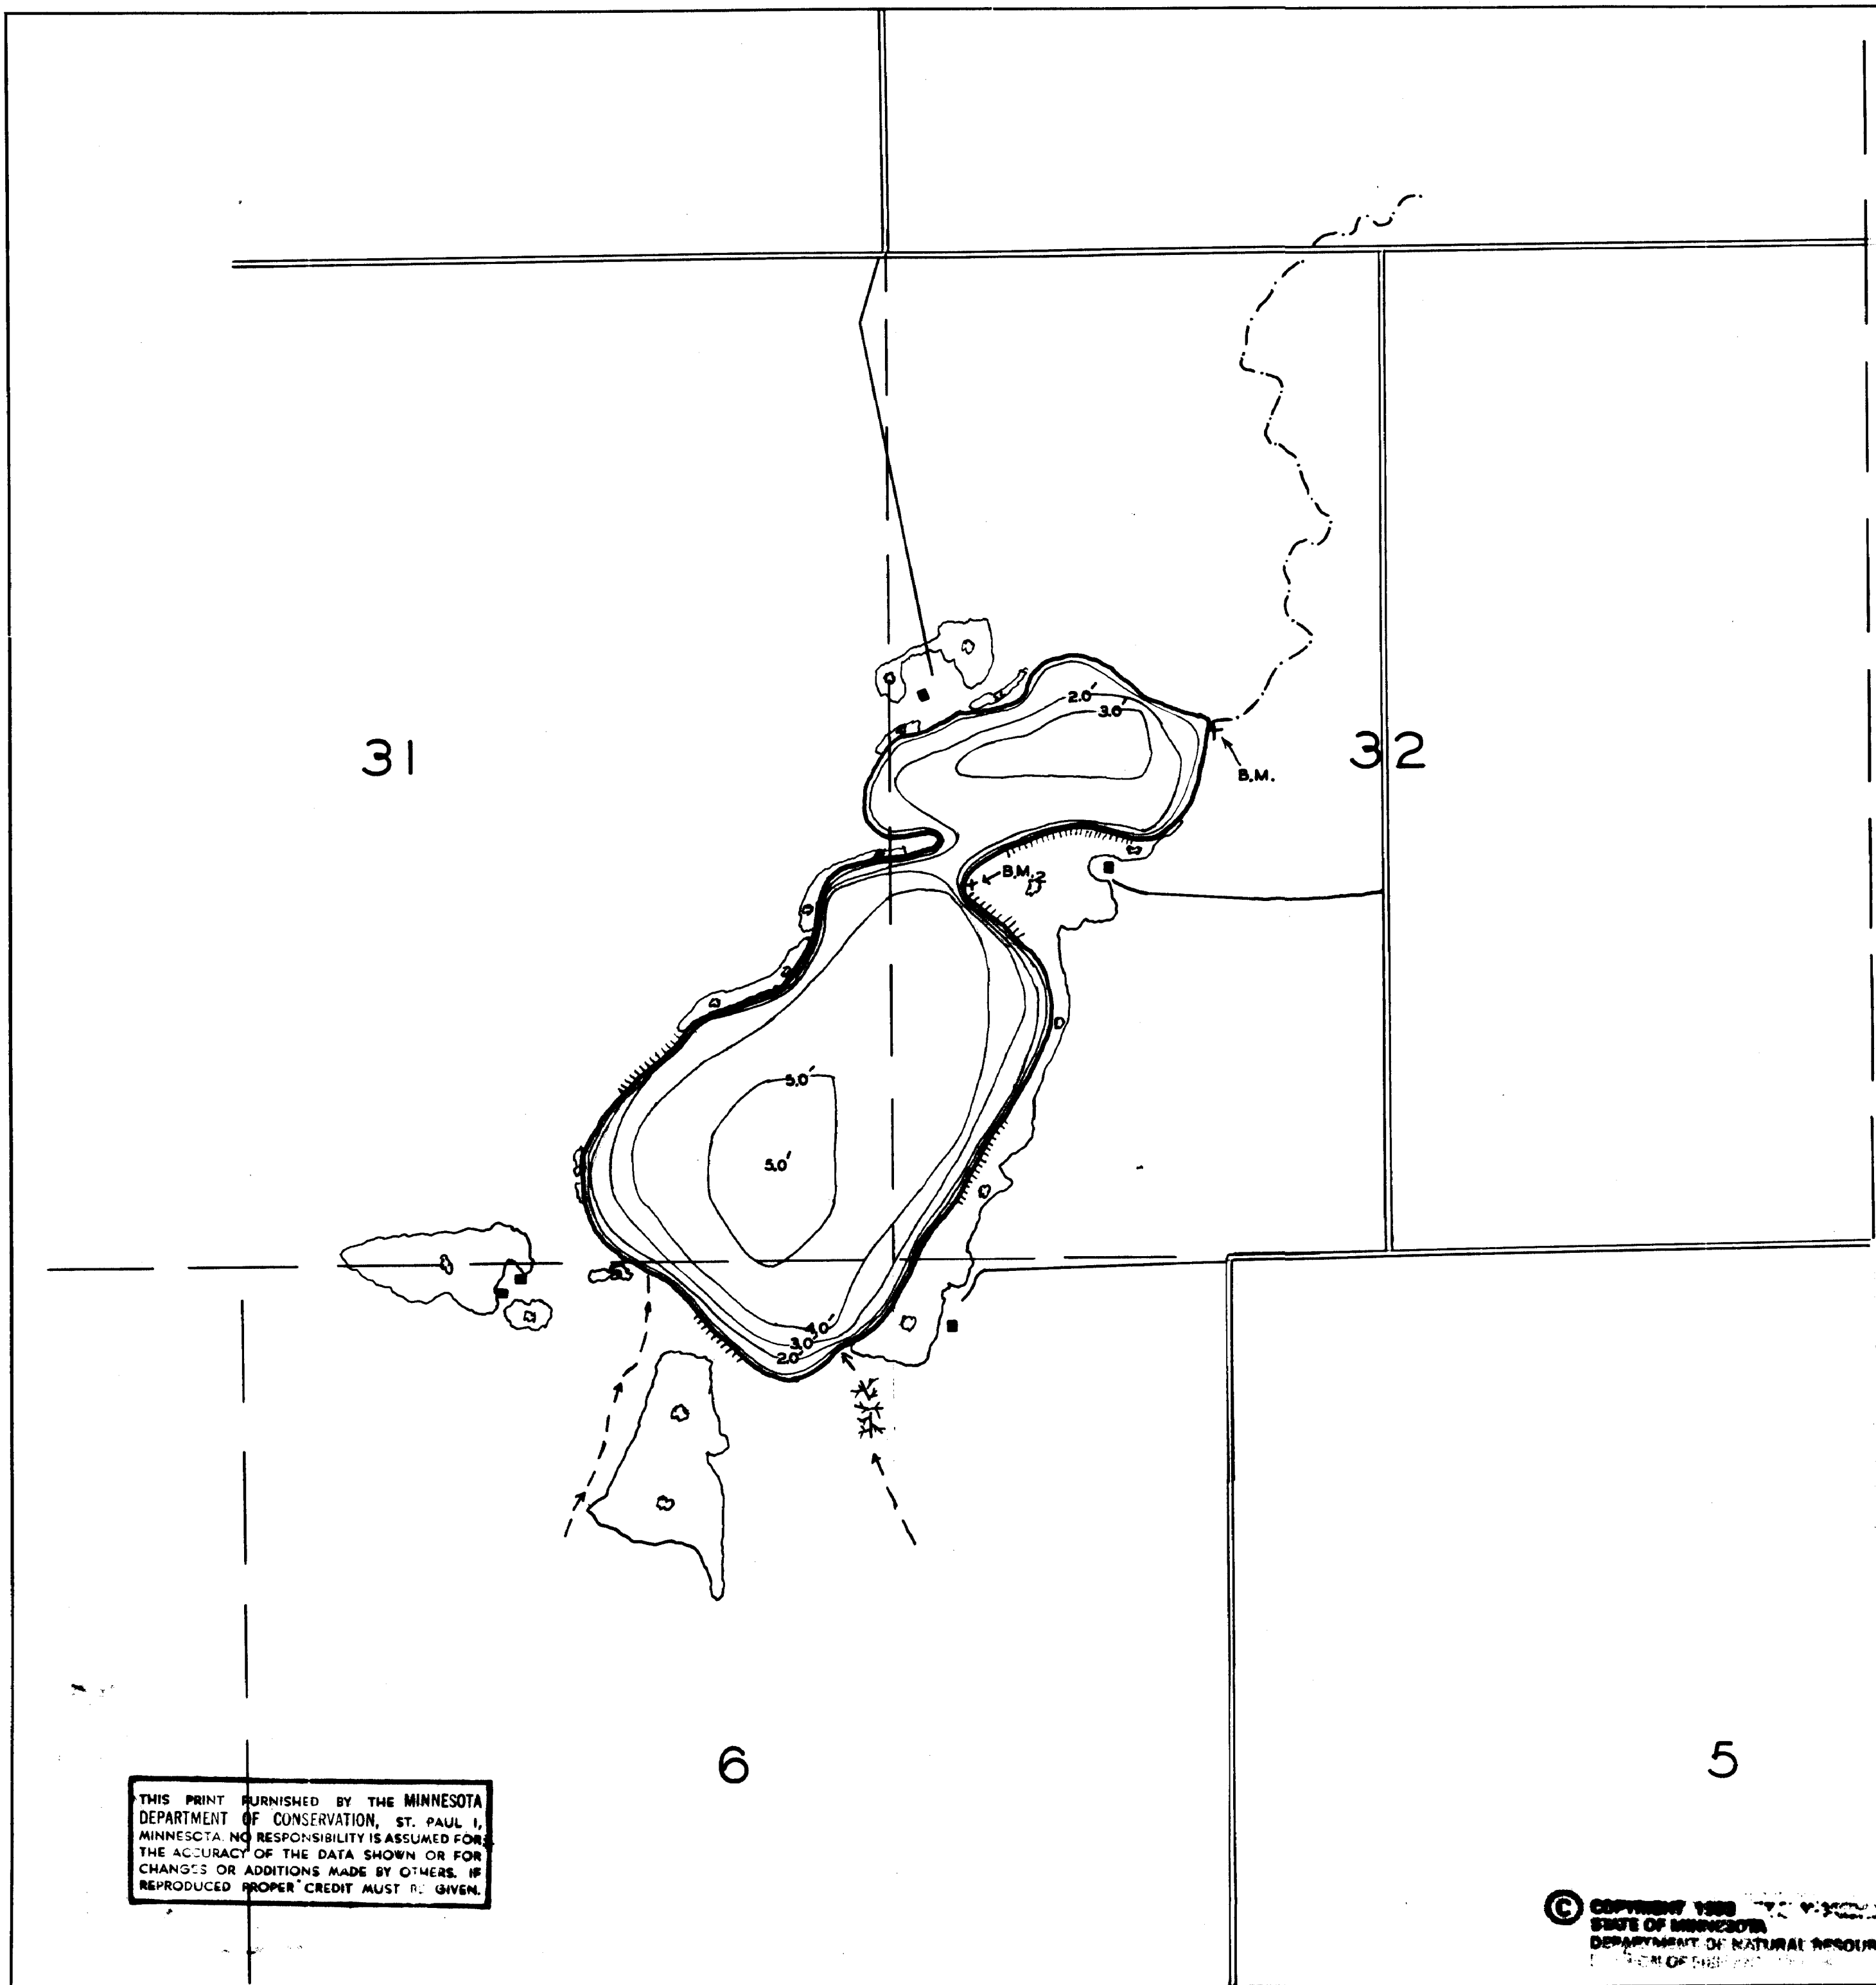 2.0'
3.0'
31
32
B.M.
B.M.2
D
5.0'
5.0'
4.0'
3.0'
2.0
6
5
THIS PRINT FURNISHED BY THE MINNESOTA
DEPARTMENT OF CONSERVATION, ST. PAUL 1,
MINNESOTA. NO RESPONSIBILITY IS ASSUMED FOR
THE ACCURACY OF THE DATA SHOWN OR FOR
CHANGES OR ADDITIONS MADE BY OTHERS. IF
REPRODUCED PROPER CREDIT MUST BE GIVEN.
© COPYRIGHT
STATE OF MINNESOTA
DEPARTMENT OF NATURAL RESOUR
OF